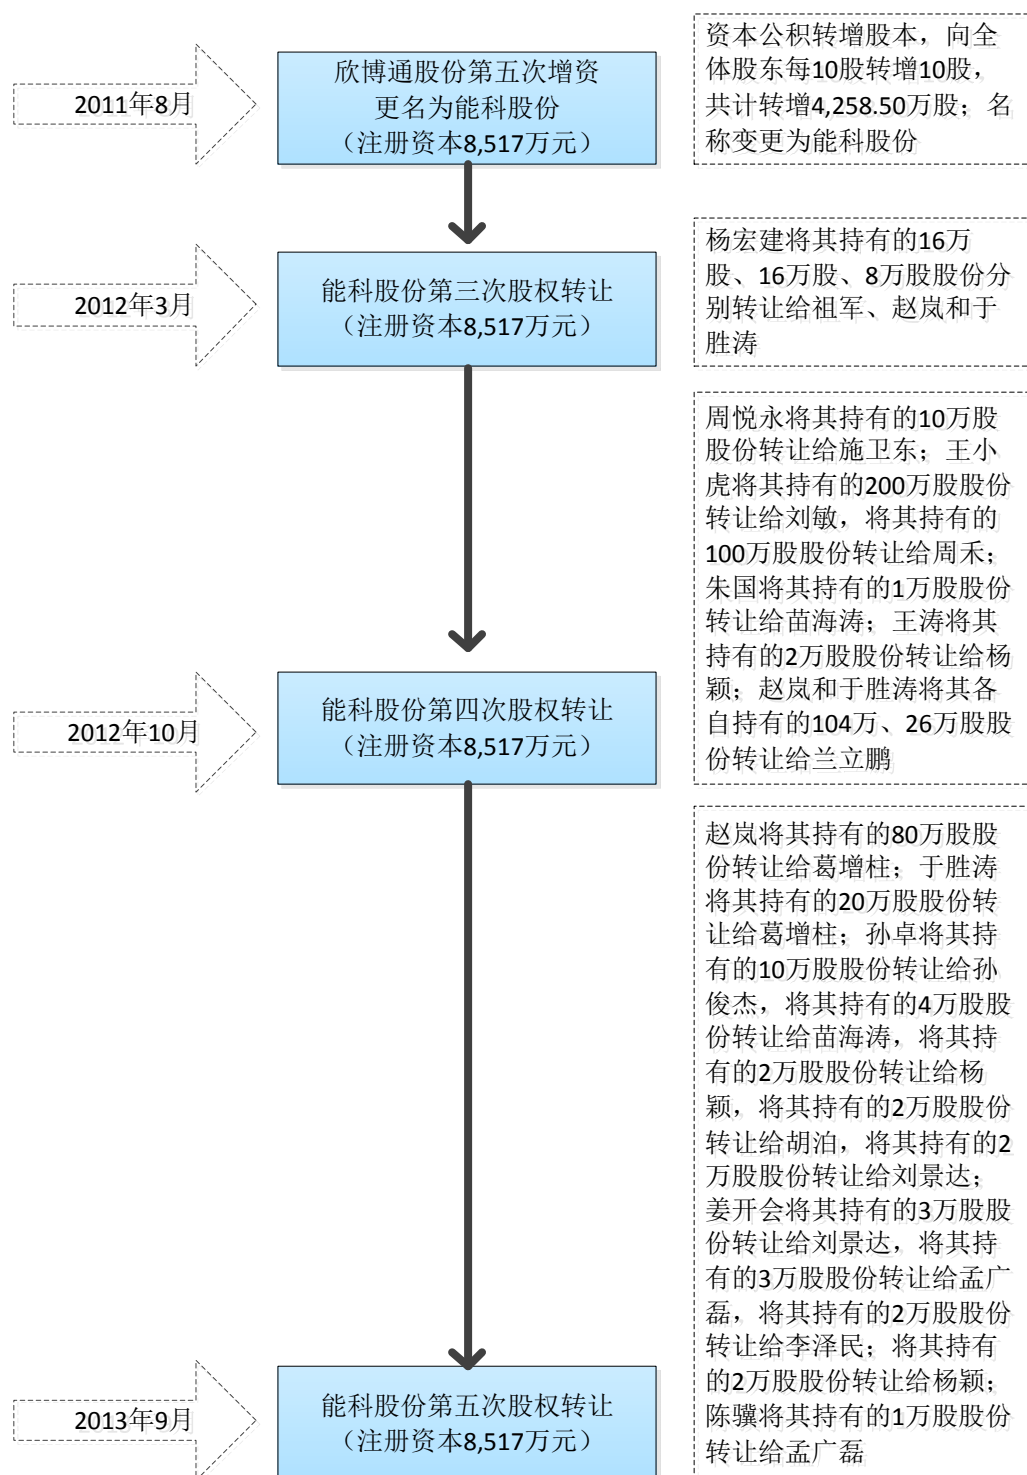 2011年8月
欣博通股份第五次增资
更名为能科股份
（注册资本8,517万元）
资本公积转增股本，向全
体股东每10股转增10股，
共计转增4,258.50万股；名
称变更为能科股份
2012年3月
能科股份第三次股权转让
（注册资本8,517万元）
杨宏建将其持有的16万
股、16万股、8万股股份分
别转让给祖军、赵岚和于
胜涛
2012年10月
能科股份第四次股权转让
（注册资本8,517万元）
周悦永将其持有的10万股
股份转让给施卫东；王小
虎将其持有的200万股股份
转让给刘敏，将其持有的
100万股股份转让给周禾；
朱国将其持有的1万股股份
转让给苗海涛；王涛将其
持有的2万股股份转让给杨
颖；赵岚和于胜涛将其各
自持有的104万、26万股股
份转让给兰立鹏
2013年9月
能科股份第五次股权转让
（注册资本8,517万元）
赵岚将其持有的80万股股
份转让给葛增柱；于胜涛
将其持有的20万股股份转
让给葛增柱；孙卓将其持
有的10万股股份转让给孙
俊杰，将其持有的4万股股
份转让给苗海涛，将其持
有的2万股股份转让给杨
颖，将其持有的2万股股份
转让给胡泊，将其持有的2
万股股份转让给刘景达；
姜开会将其持有的3万股股
份转让给刘景达，将其持
有的3万股股份转让给孟广
磊，将其持有的2万股股份
转让给李泽民；将其持有
的2万股股份转让给杨颖；
陈骥将其持有的1万股股份
转让给孟广磊